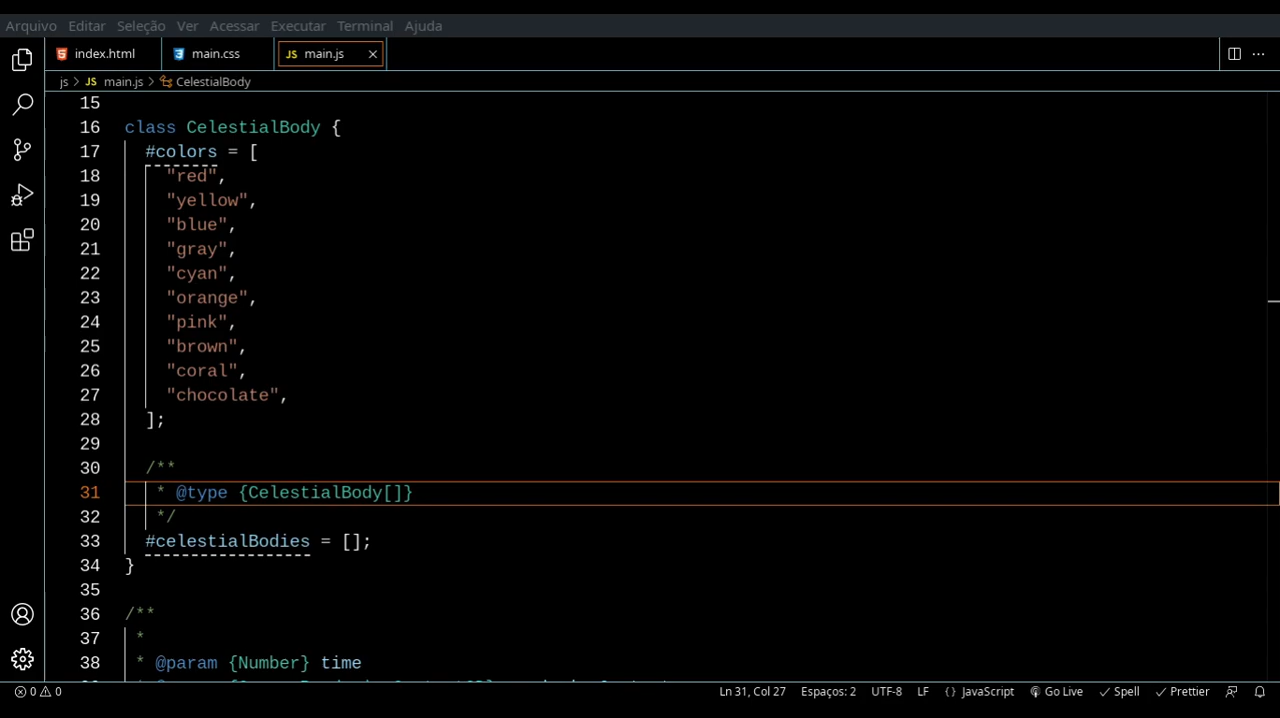 Arquivo Editar Seleção Ver Acessar Executar Terminal Ajuda
index.html main.css JS main.js
js > JS main.js > CelestialBody
15
16 class CelestialBody {
17 #colors = [
18 "red",
19 "yellow",
20 "blue",
21 "gray",
22 "cyan",
23 "orange",
24 "pink",
25 "brown",
26 "coral",
27 "chocolate",
28 ];
29
30 /**
31 * @type {CelestialBody[]}
32 */
33 #celestialBodies = [];
34 }
35
36 /**
37 *
38 * @param {Number} time
0 0 Ln 31, Col 27 Espaços: 2 UTF-8 LF {} JavaScript Go Live Spell Prettier